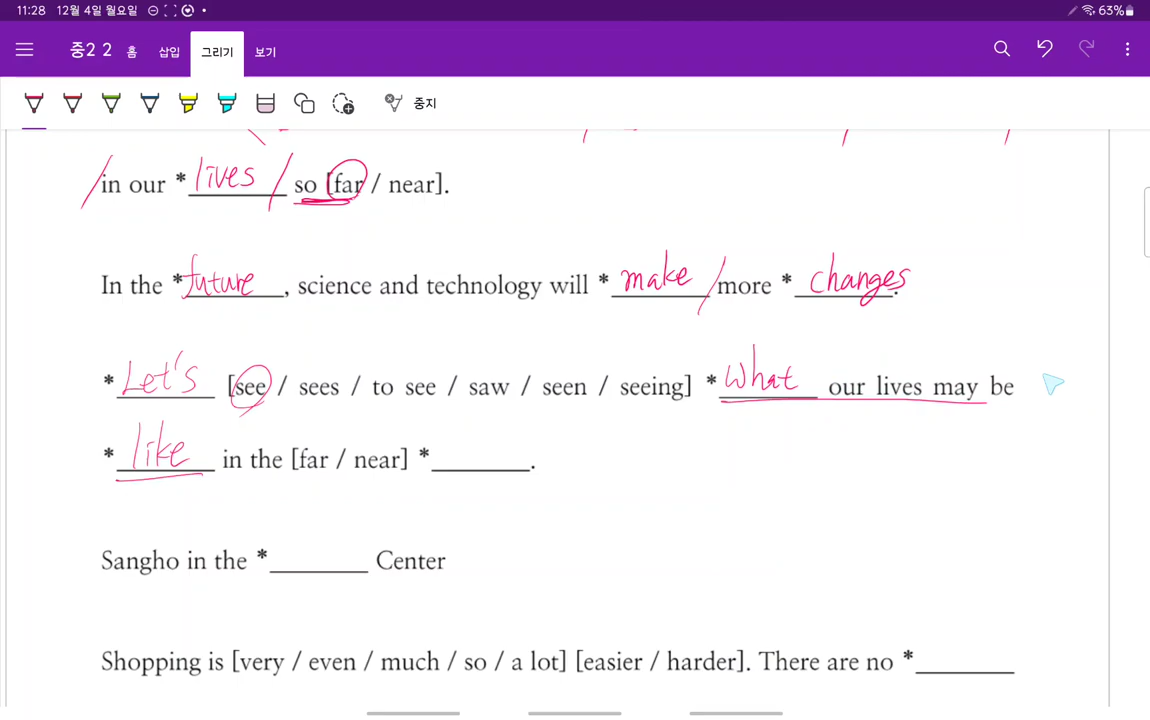 11:28 12월 4일 월요일 63%
중2 2 홈 삽입 그리기 보기
중지
in our * lives so [far / near].
In the * future, science and technology will * make more * changes.
* Let's [see / sees / to see / saw / seen / seeing] * what our lives may be
* like in the [far / near] *________.
Sangho in the *________ Center
Shopping is [very / even / much / so / a lot] [easier / harder]. There are no *________